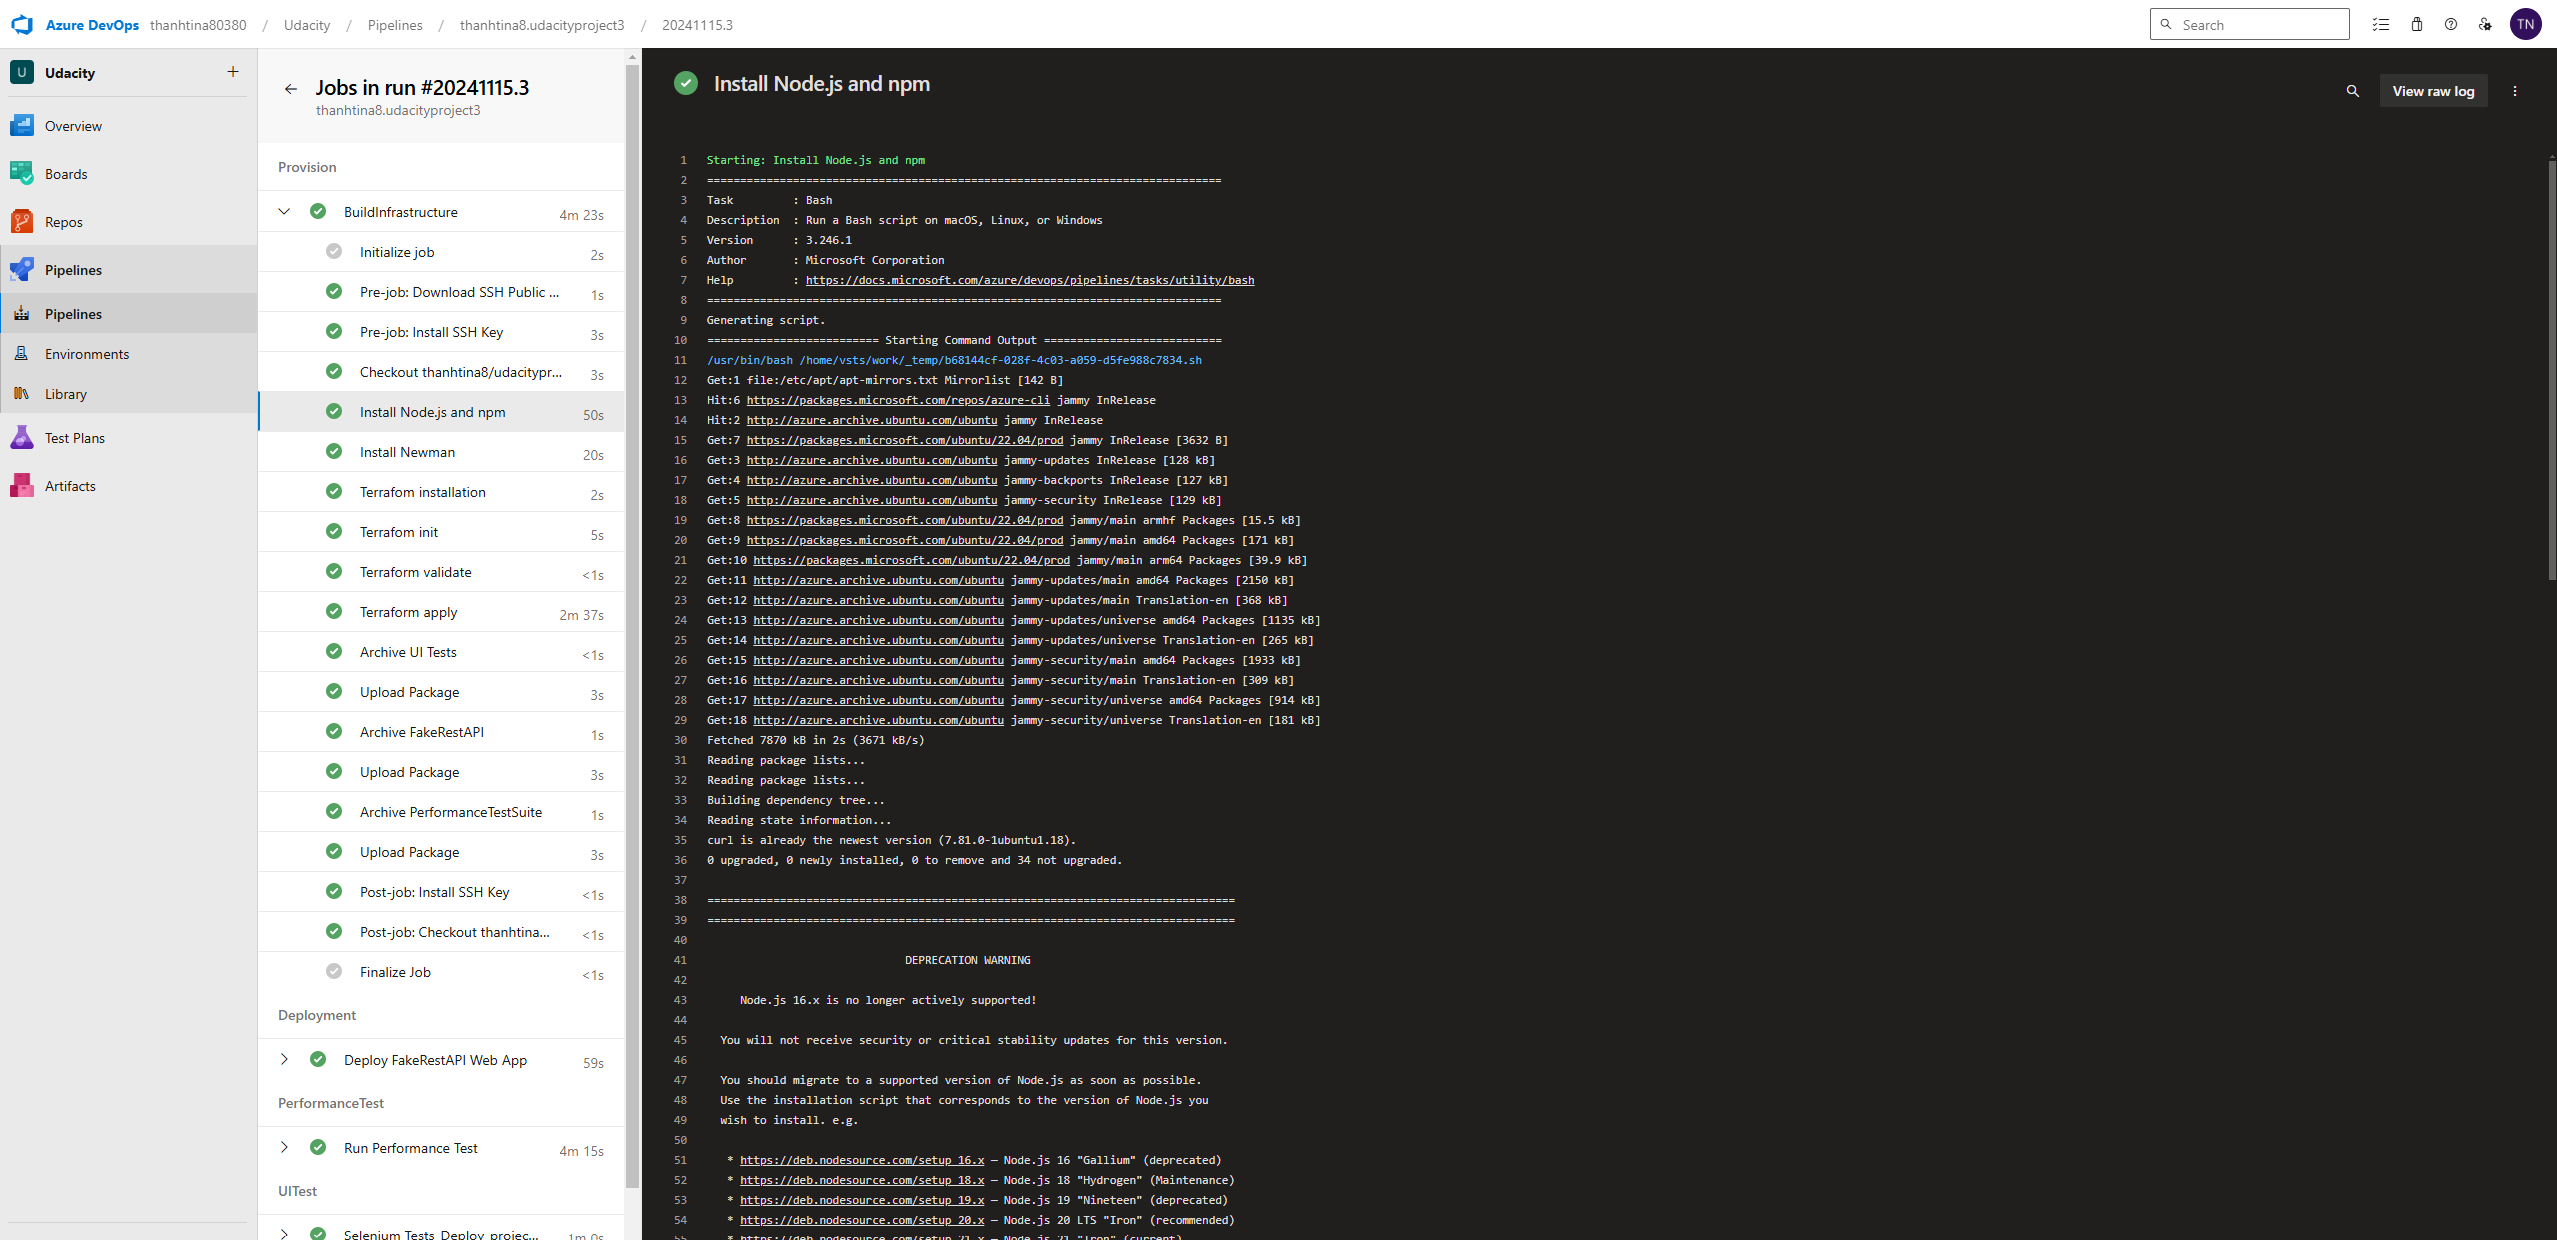 Azure DevOps thanhtina80380 / Udacity / Pipelines / thanhtina8.udacityproject3 / 20241115.3
Search
TN
U Udacity +
Overview
Boards
Repos
Pipelines
Pipelines
Environments
Library
Test Plans
Artifacts
Jobs in run #20241115.3
thanhtina8.udacityproject3
Provision
BuildInfrastructure 4m 23s
Initialize job 2s
Pre-job: Download SSH Public ... 1s
Pre-job: Install SSH Key 3s
Checkout thanhtina8/udacitypr... 3s
Install Node.js and npm 50s
Install Newman 20s
Terrafom installation 2s
Terrafom init 5s
Terraform validate <1s
Terraform apply 2m 37s
Archive UI Tests <1s
Upload Package 3s
Archive FakeRestAPI 1s
Upload Package 3s
Archive PerformanceTestSuite 1s
Upload Package 3s
Post-job: Install SSH Key <1s
Post-job: Checkout thanhtina... <1s
Finalize Job <1s
Deployment
Deploy FakeRestAPI Web App 59s
PerformanceTest
Run Performance Test 4m 15s
UITest
Selenium Tests Deploy projec... 1m 0s
Install Node.js and npm
View raw log
1 Starting: Install Node.js and npm
2 ==============================================================================
3 Task         : Bash
4 Description  : Run a Bash script on macOS, Linux, or Windows
5 Version      : 3.246.1
6 Author       : Microsoft Corporation
7 Help         : https://docs.microsoft.com/azure/devops/pipelines/tasks/utility/bash
8 ==============================================================================
9 Generating script.
10 ========================== Starting Command Output ===========================
11 /usr/bin/bash /home/vsts/work/_temp/b68144cf-028f-4c03-a059-d5fe988c7834.sh
12 Get:1 file:/etc/apt/apt-mirrors.txt Mirrorlist [142 B]
13 Hit:6 https://packages.microsoft.com/repos/azure-cli jammy InRelease
14 Hit:2 http://azure.archive.ubuntu.com/ubuntu jammy InRelease
15 Get:7 https://packages.microsoft.com/ubuntu/22.04/prod jammy InRelease [3632 B]
16 Get:3 http://azure.archive.ubuntu.com/ubuntu jammy-updates InRelease [128 kB]
17 Get:4 http://azure.archive.ubuntu.com/ubuntu jammy-backports InRelease [127 kB]
18 Get:5 http://azure.archive.ubuntu.com/ubuntu jammy-security InRelease [129 kB]
19 Get:8 https://packages.microsoft.com/ubuntu/22.04/prod jammy/main armhf Packages [15.5 kB]
20 Get:9 https://packages.microsoft.com/ubuntu/22.04/prod jammy/main amd64 Packages [171 kB]
21 Get:10 https://packages.microsoft.com/ubuntu/22.04/prod jammy/main arm64 Packages [39.9 kB]
22 Get:11 http://azure.archive.ubuntu.com/ubuntu jammy-updates/main amd64 Packages [2150 kB]
23 Get:12 http://azure.archive.ubuntu.com/ubuntu jammy-updates/main Translation-en [368 kB]
24 Get:13 http://azure.archive.ubuntu.com/ubuntu jammy-updates/universe amd64 Packages [1135 kB]
25 Get:14 http://azure.archive.ubuntu.com/ubuntu jammy-updates/universe Translation-en [265 kB]
26 Get:15 http://azure.archive.ubuntu.com/ubuntu jammy-security/main amd64 Packages [1933 kB]
27 Get:16 http://azure.archive.ubuntu.com/ubuntu jammy-security/main Translation-en [309 kB]
28 Get:17 http://azure.archive.ubuntu.com/ubuntu jammy-security/universe amd64 Packages [914 kB]
29 Get:18 http://azure.archive.ubuntu.com/ubuntu jammy-security/universe Translation-en [181 kB]
30 Fetched 7870 kB in 2s (3671 kB/s)
31 Reading package lists...
32 Reading package lists...
33 Building dependency tree...
34 Reading state information...
35 curl is already the newest version (7.81.0-1ubuntu1.18).
36 0 upgraded, 0 newly installed, 0 to remove and 34 not upgraded.
37
38 ================================================================================
39 ================================================================================
40
41 DEPRECATION WARNING
42
43 Node.js 16.x is no longer actively supported!
44
45 You will not receive security or critical stability updates for this version.
46
47 You should migrate to a supported version of Node.js as soon as possible.
48 Use the installation script that corresponds to the version of Node.js you
49 wish to install. e.g.
50
51 * https://deb.nodesource.com/setup_16.x — Node.js 16 "Gallium" (deprecated)
52 * https://deb.nodesource.com/setup_18.x — Node.js 18 "Hydrogen" (Maintenance)
53 * https://deb.nodesource.com/setup_19.x — Node.js 19 "Nineteen" (deprecated)
54 * https://deb.nodesource.com/setup_20.x — Node.js 20 LTS "Iron" (recommended)
55 * https://deb.nodesource.com/setup_21.x — Node.js 21 "Iron" (current)